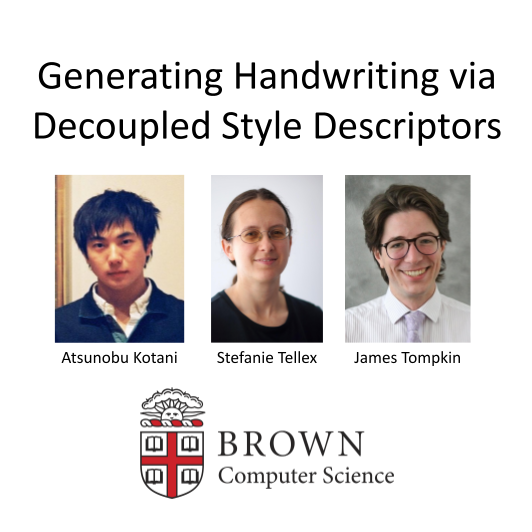 Generating Handwriting via
Decoupled Style Descriptors
Atsunobu Kotani
Stefanie Tellex
James Tompkin
BROWN
Computer Science